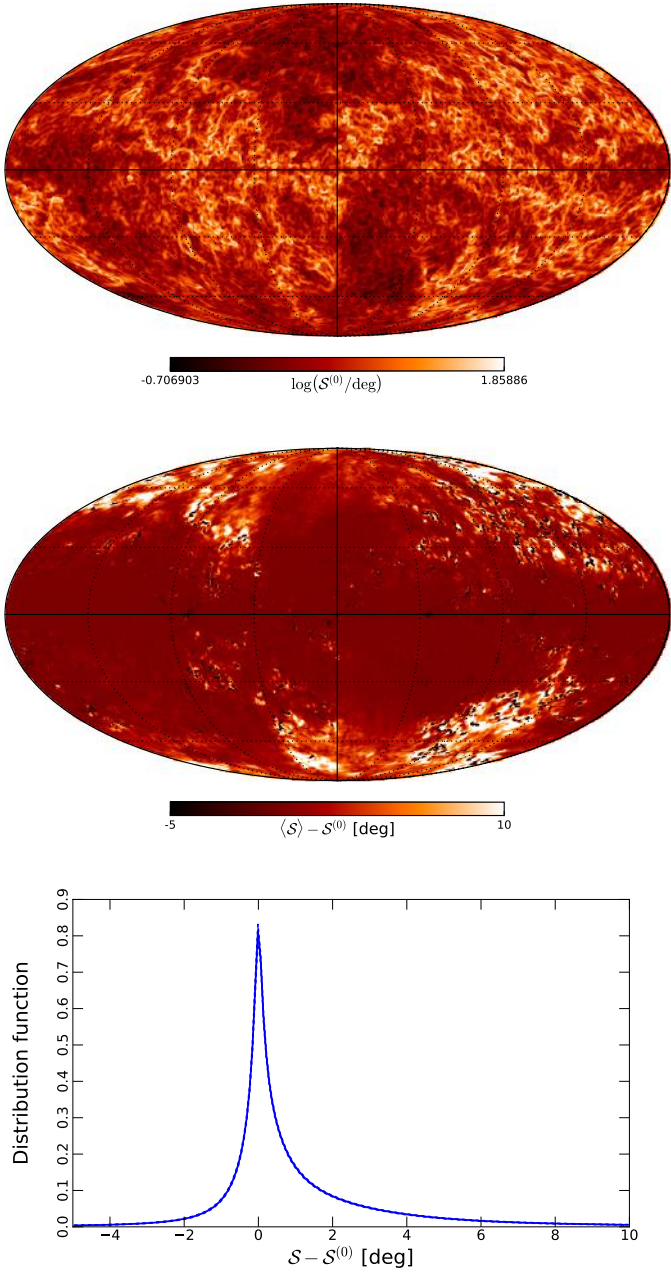 -0.706903 log(𝒮⁽⁰⁾/deg) 1.85886
-5 ⟨𝒮⟩ − 𝒮⁽⁰⁾ [deg] 10
Distribution function
0.9
0.8
0.7
0.6
0.5
0.4
0.3
0.2
0.1
0.0
−4 −2 0 2 4 6 8 10
𝒮 − 𝒮⁽⁰⁾ [deg]